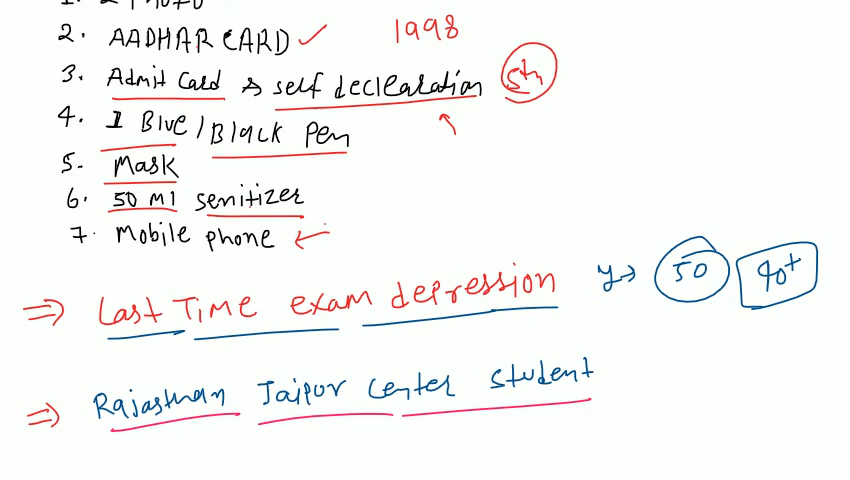 2. AADHAR CARD ✓ 1998
3. Admit Card & self declearation 5th
4. 1 Blue / Black Pen
5. Mask
6. 50 Ml senitizer
7. Mobile phone ←
⇒ Last Time exam depression y→ 50 90+
⇒ Rajasthan Jaipur Center student